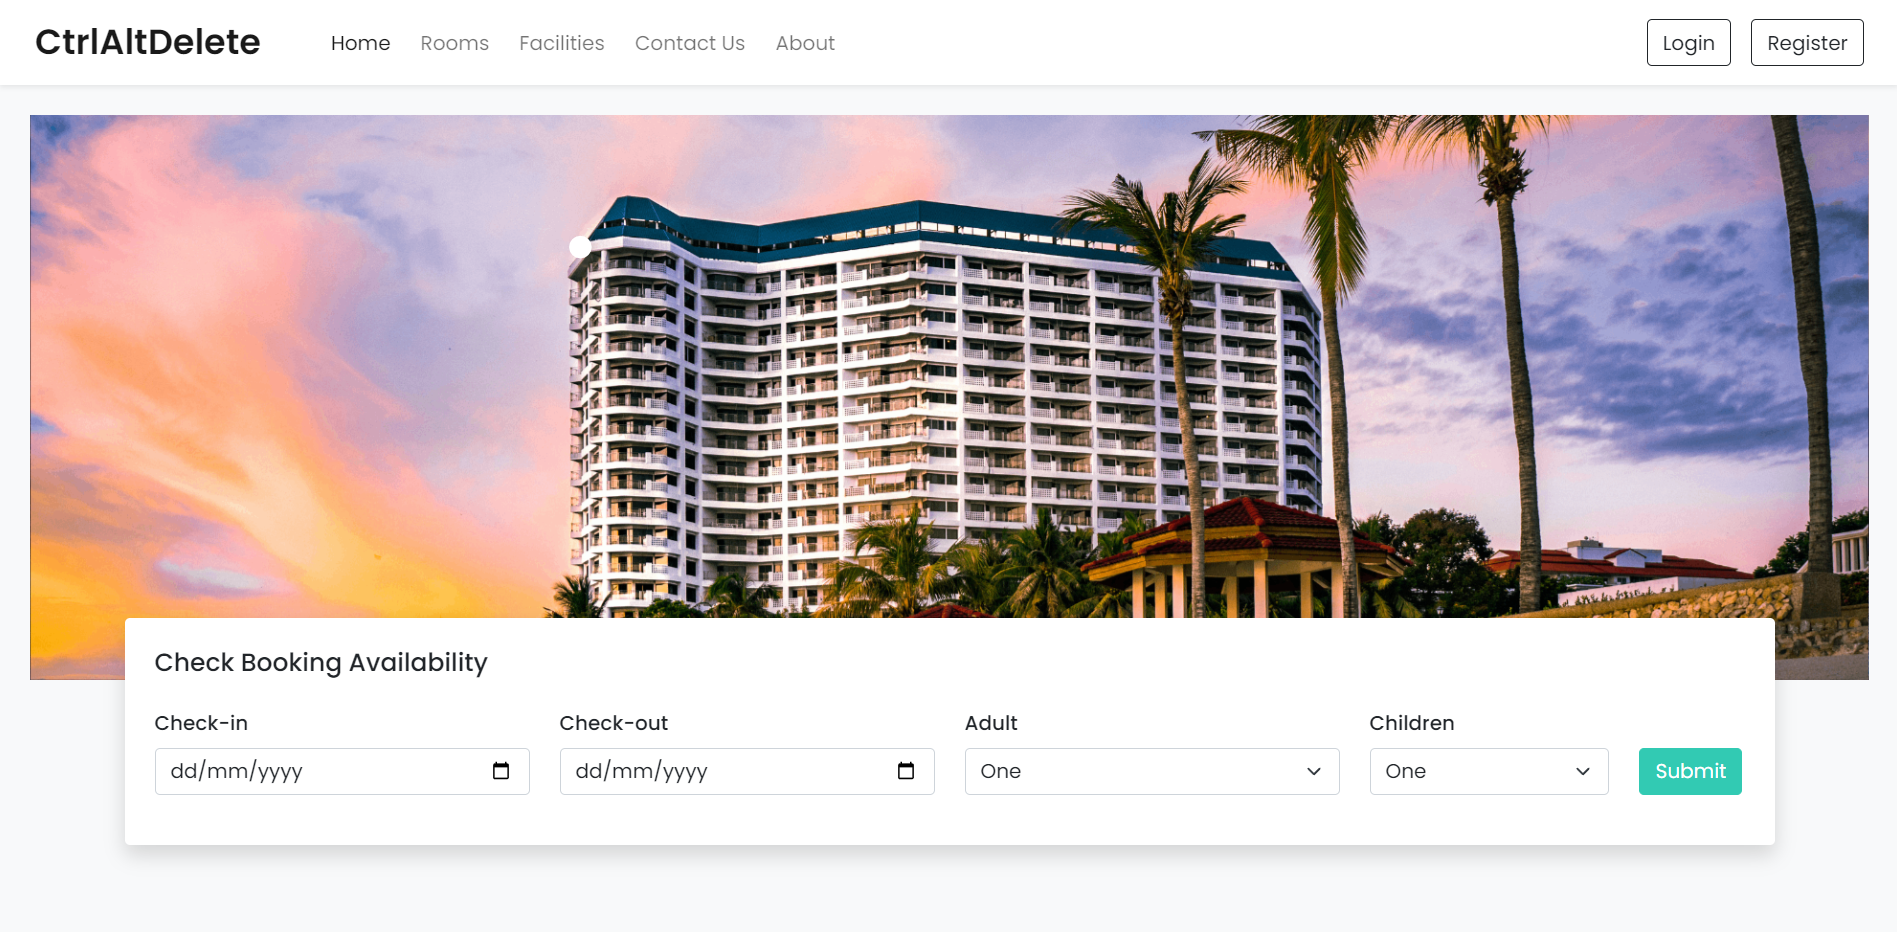 CtrlAltDelete Home Rooms Facilities Contact Us About Login Register
Check Booking Availability
Check-in Check-out Adult Children
dd/mm/yyyy dd/mm/yyyy One One Submit